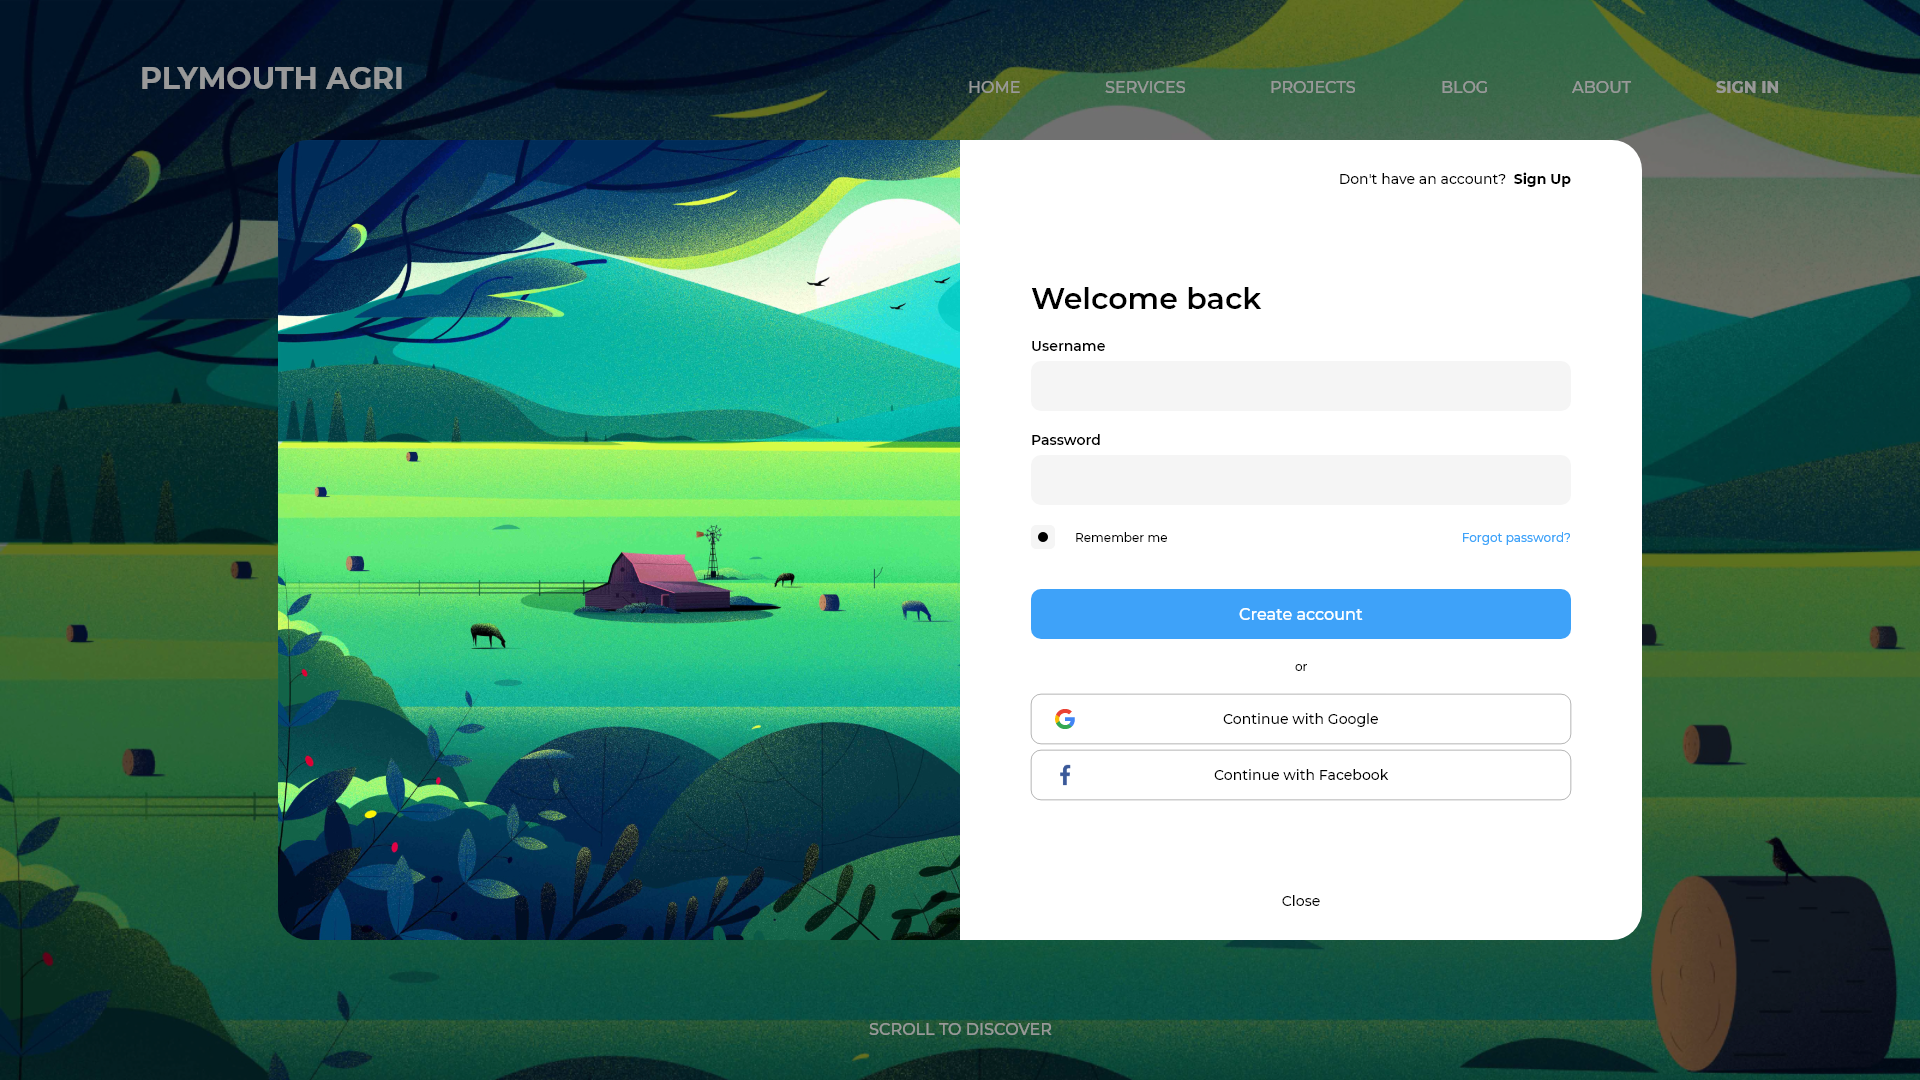 PLYMOUTH AGRI
HOME SERVICES PROJECTS BLOG ABOUT SIGN IN
Don't have an account? Sign Up
Welcome back
Username
Password
Remember me Forgot password?
Create account
or
Continue with Google
Continue with Facebook
Close
SCROLL TO DISCOVER